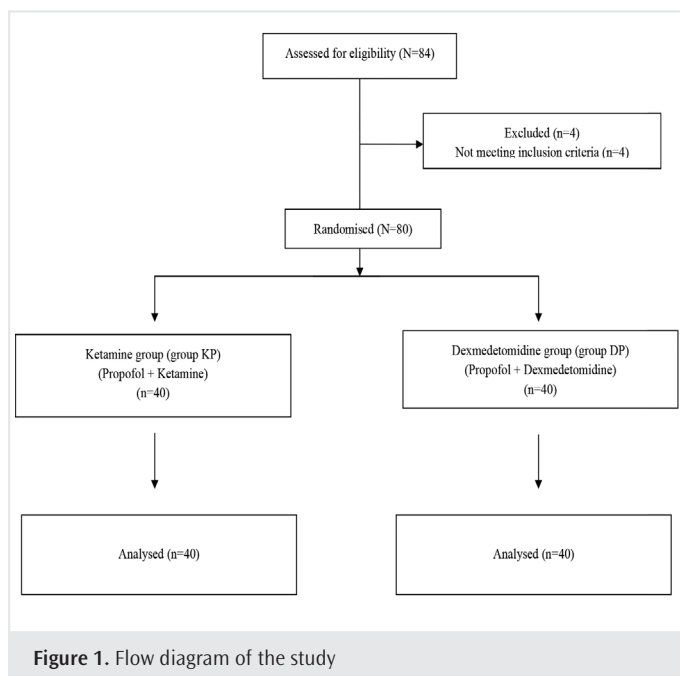 Assessed for eligibility (N=84)
Excluded (n=4)
Not meeting inclusion criteria (n=4)
Randomised (N=80)
Ketamine group (group KP)
(Propofol + Ketamine)
(n=40)
Dexmedetomidine group (group DP)
(Propofol + Dexmedetomidine)
(n=40)
Analysed (n=40)
Analysed (n=40)
Figure 1. Flow diagram of the study